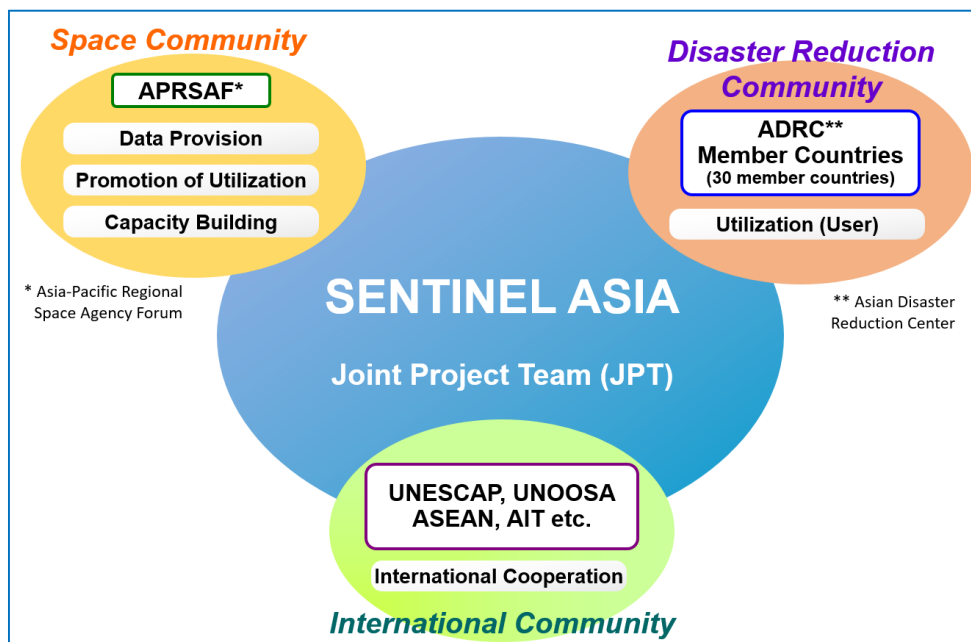 Space Community
APRSAF*
Data Provision
Promotion of Utilization
Capacity Building
* Asia-Pacific Regional
Space Agency Forum
Disaster Reduction
Community
ADRC**
Member Countries
(30 member countries)
Utilization (User)
** Asian Disaster
Reduction Center
SENTINEL ASIA
Joint Project Team (JPT)
UNESCAP, UNOOSA
ASEAN, AIT etc.
International Cooperation
International Community